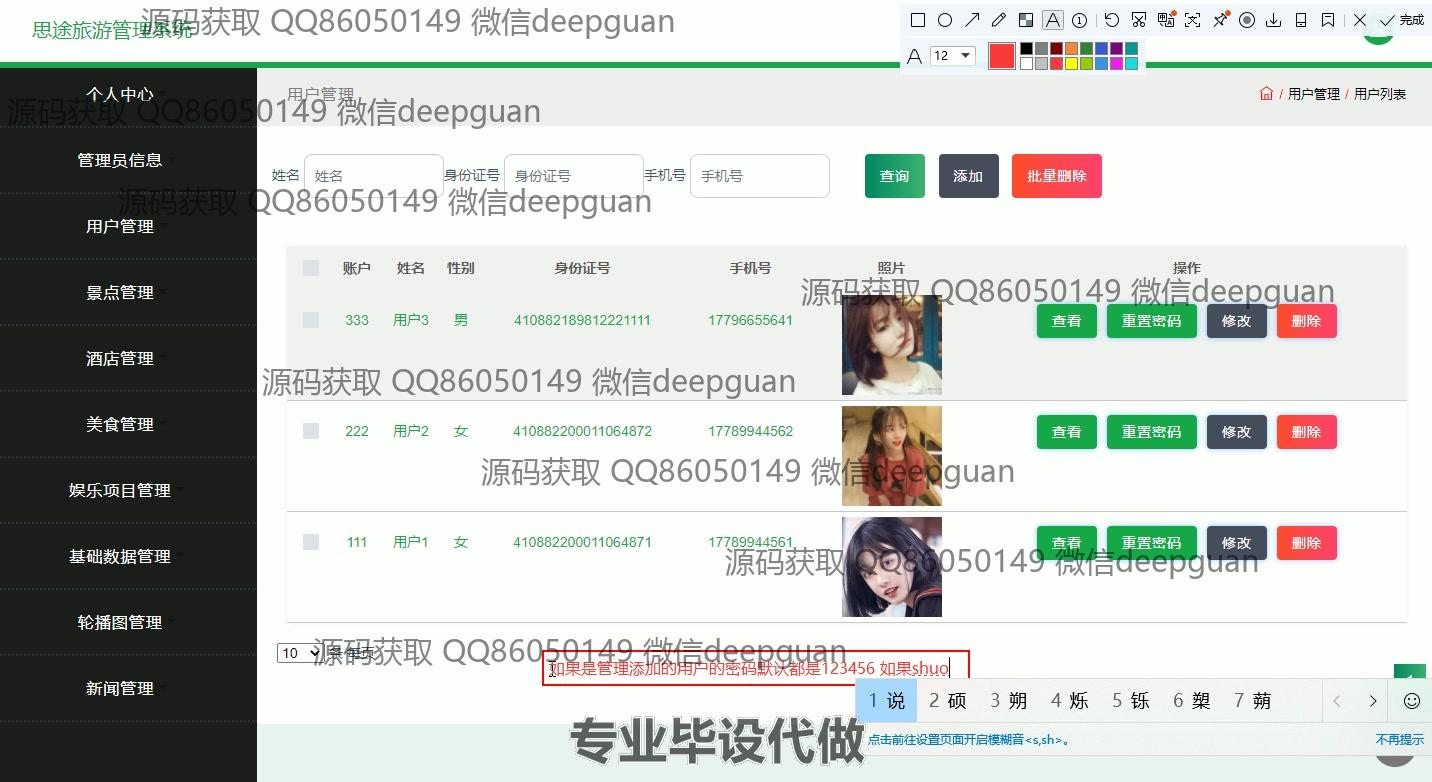 思途旅游管理系统
源码获取 QQ86050149 微信deepguan
完成
A 12
个人中心
管理员信息
用户管理
景点管理
酒店管理
美食管理
娱乐项目管理
基础数据管理
轮播图管理
新闻管理
用户管理
/ 用户管理 / 用户列表
源码获取 QQ86050149 微信deepguan
姓名 姓名 身份证号 身份证号 手机号 手机号 查询 添加 批量删除
源码获取 QQ86050149 微信deepguan
账户 姓名 性别 身份证号 手机号 照片 操作
源码获取 QQ86050149 微信deepguan
333 用户3 男 410882189812221111 17796655641 查看 重置密码 修改 删除
源码获取 QQ86050149 微信deepguan
222 用户2 女 410882200011064872 17789944562 查看 重置密码 修改 删除
源码获取 QQ86050149 微信deepguan
111 用户1 女 410882200011064871 17789944561 查看 重置密码 修改 删除
源码获取 QQ86050149 微信deepguan
10 条 每页
源码获取 QQ86050149 微信deepguan
如果是管理添加的用户的密码默认都是123456 如果shuo
1 说 2 硕 3 朔 4 烁 5 铄 6 槊 7 蒴
点击前往设置页面开启模糊音<s,sh>。 不再提示
专业毕设代做